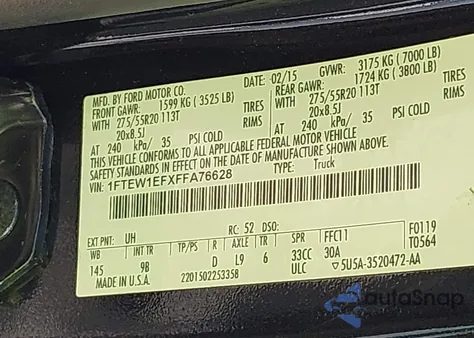 MFD. BY FORD MOTOR CO.
DATE: 02/15 GVWR: 3175 KG (7000 LB)
FRONT GAWR: 1599 KG (3525 LB) REAR GAWR: 1724 KG (3800 LB)
WITH 275/55R20 113T TIRES WITH 275/55R20 113T TIRES
20x8.5J RIMS 20x8.5J RIMS
AT 240 kPa/ 35 PSI COLD AT 240 kPa/ 35 PSI COLD
THIS VEHICLE CONFORMS TO ALL APPLICABLE FEDERAL MOTOR VEHICLE
SAFETY STANDARDS IN EFFECT ON THE DATE OF MANUFACTURE SHOWN ABOVE.
VIN: 1FTEW1EFXFFA76628 TYPE: Truck
EXT PNT: UH RC: 52 DSO: F0119
WB INT TR TP/PS R AXLE TR SPR FFC11 T0564
145 9B D L9 6 33CC 30A
MADE IN U.S.A. 2201502253358 ULC ▽5U5A-3520472-AA
autoSnap